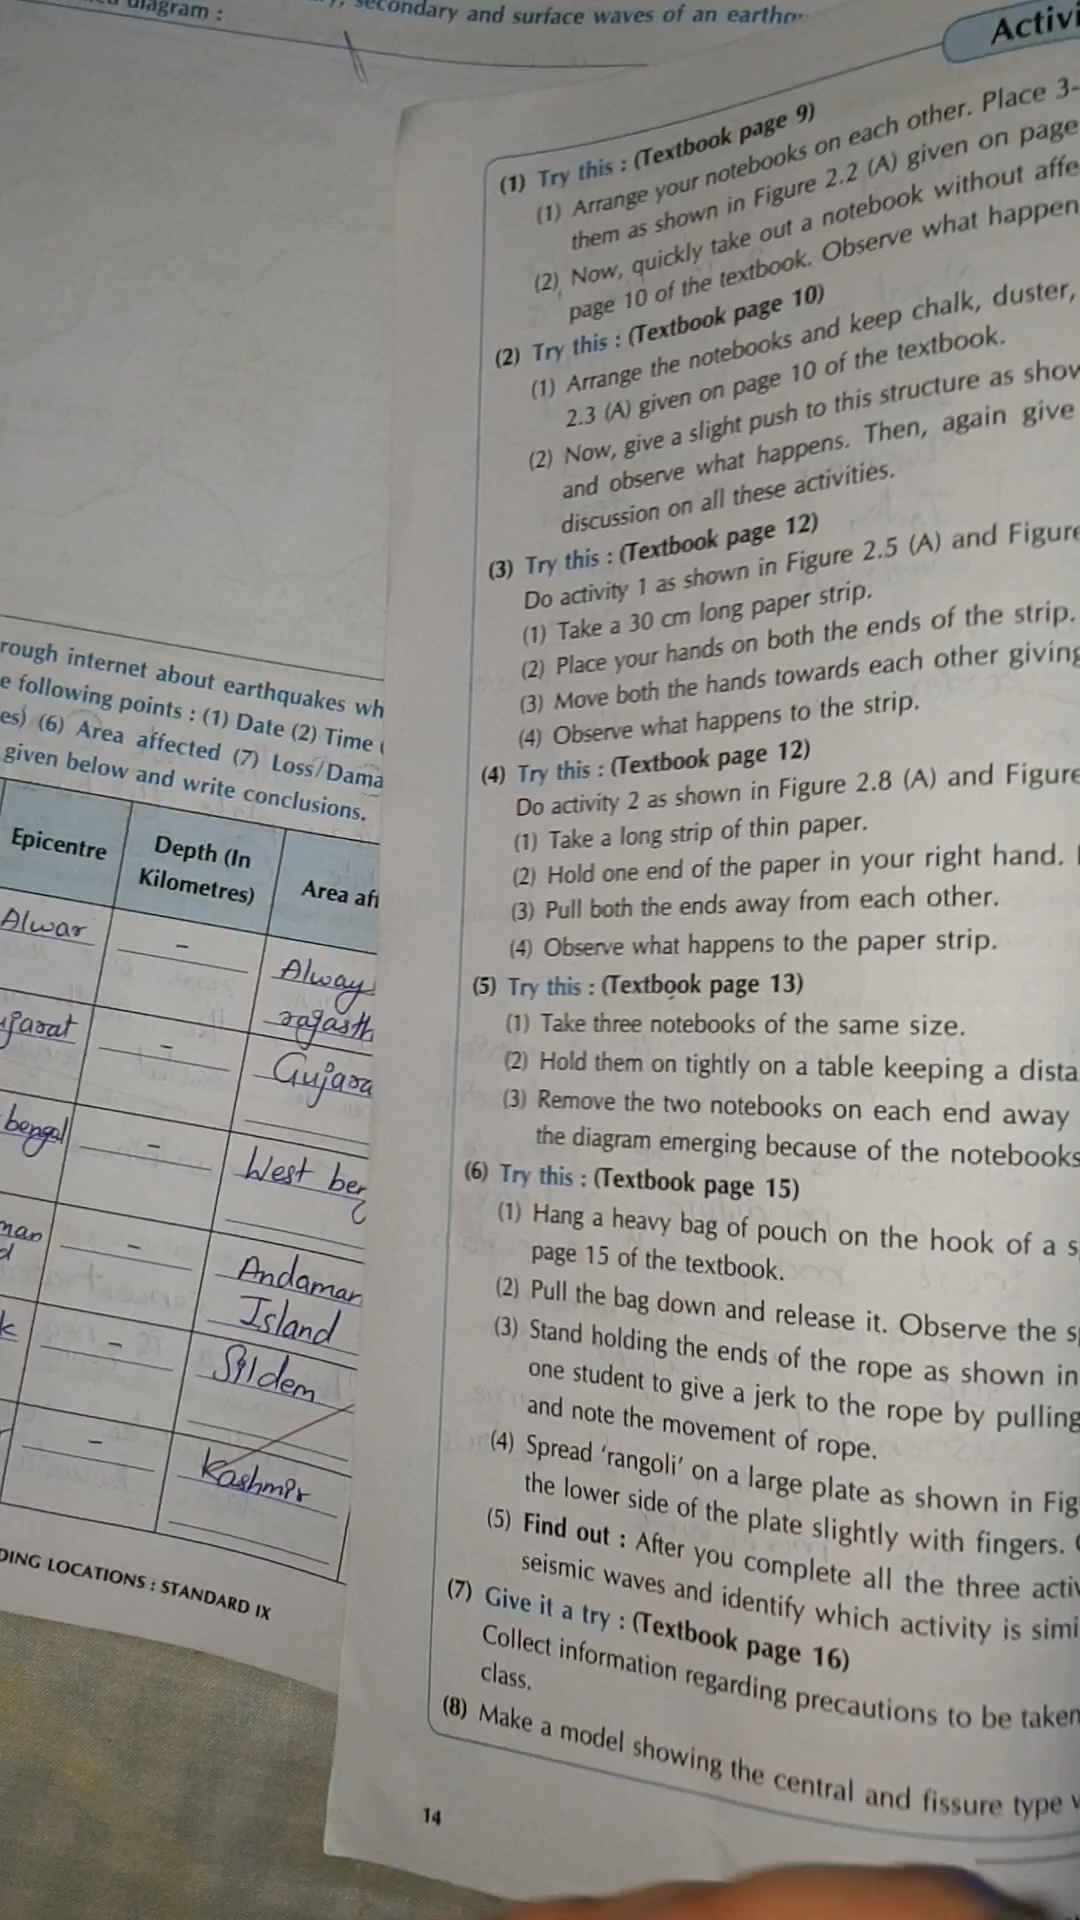 diagram :
secondary and surface waves of an
rough internet about earthquakes wh
e following points : (1) Date (2) Time (
es) (6) Area affected (7) Loss/Dama
given below and write conclusions.
Epicentre
Depth (In
Kilometres)
Area aff
Alwar
-
Alway
rajasth
jarat
-
Gujara
bengal
-
West ben
man
d
-
Andaman
Island
k
-
Sildem
-
Kashmir
DING LOCATIONS : STANDARD IX
Activi
(1) Try this : (Textbook page 9)
(1) Arrange your notebooks on each other. Place 3-
them as shown in Figure 2.2 (A) given on page
(2) Now, quickly take out a notebook without affe
page 10 of the textbook. Observe what happen
(2) Try this : (Textbook page 10)
(1) Arrange the notebooks and keep chalk, duster,
2.3 (A) given on page 10 of the textbook.
(2) Now, give a slight push to this structure as show
and observe what happens. Then, again give
discussion on all these activities.
(3) Try this : (Textbook page 12)
Do activity 1 as shown in Figure 2.5 (A) and Figure
(1) Take a 30 cm long paper strip.
(2) Place your hands on both the ends of the strip.
(3) Move both the hands towards each other giving
(4) Observe what happens to the strip.
(4) Try this : (Textbook page 12)
Do activity 2 as shown in Figure 2.8 (A) and Figure
(1) Take a long strip of thin paper.
(2) Hold one end of the paper in your right hand.
(3) Pull both the ends away from each other.
(4) Observe what happens to the paper strip.
(5) Try this : (Textbook page 13)
(1) Take three notebooks of the same size.
(2) Hold them on tightly on a table keeping a dista
(3) Remove the two notebooks on each end away
the diagram emerging because of the notebooks
(6) Try this : (Textbook page 15)
(1) Hang a heavy bag of pouch on the hook of a s
page 15 of the textbook.
(2) Pull the bag down and release it. Observe the s
(3) Stand holding the ends of the rope as shown in
one student to give a jerk to the rope by pulling
and note the movement of rope.
(4) Spread ‘rangoli’ on a large plate as shown in Fig
the lower side of the plate slightly with fingers.
(5) Find out : After you complete all the three activ
seismic waves and identify which activity is simi
(7) Give it a try : (Textbook page 16)
Collect information regarding precautions to be taken
class.
(8) Make a model showing the central and fissure type v
14